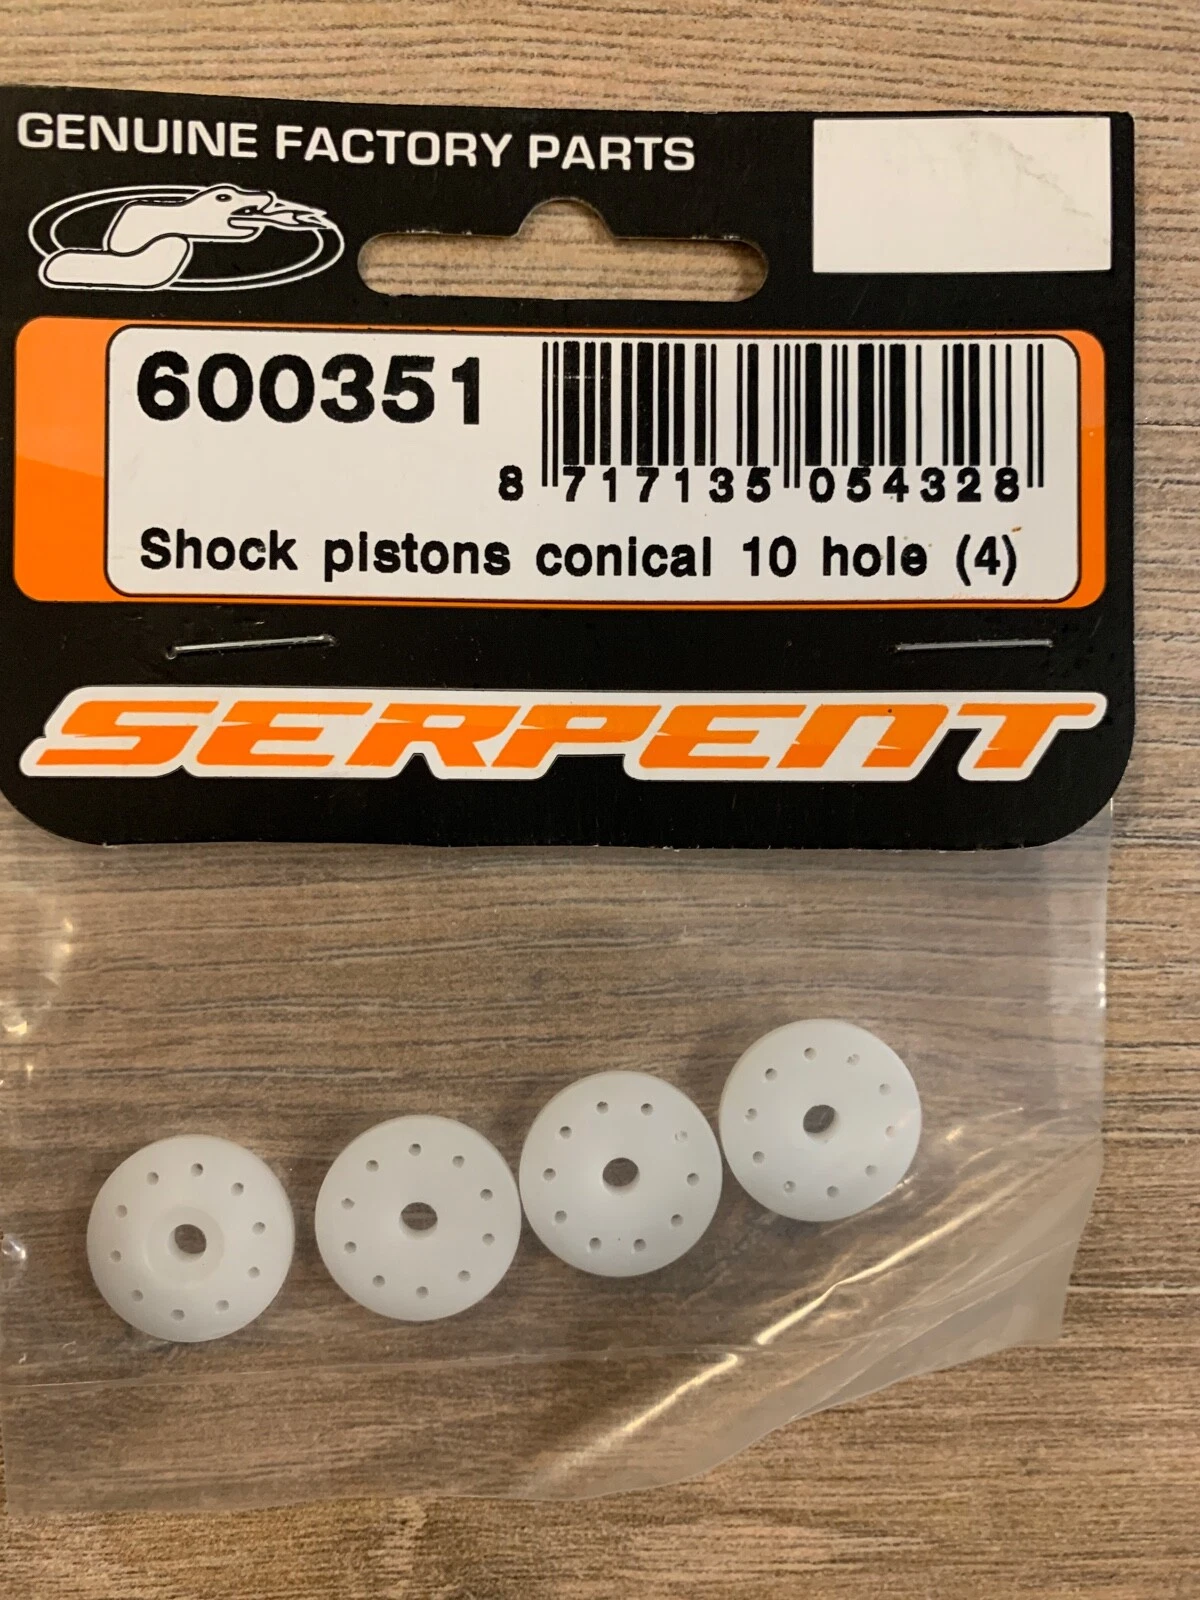 GENUINE FACTORY PARTS
600351
8 717135 054328
Shock pistons conical 10 hole (4)
SERPENT